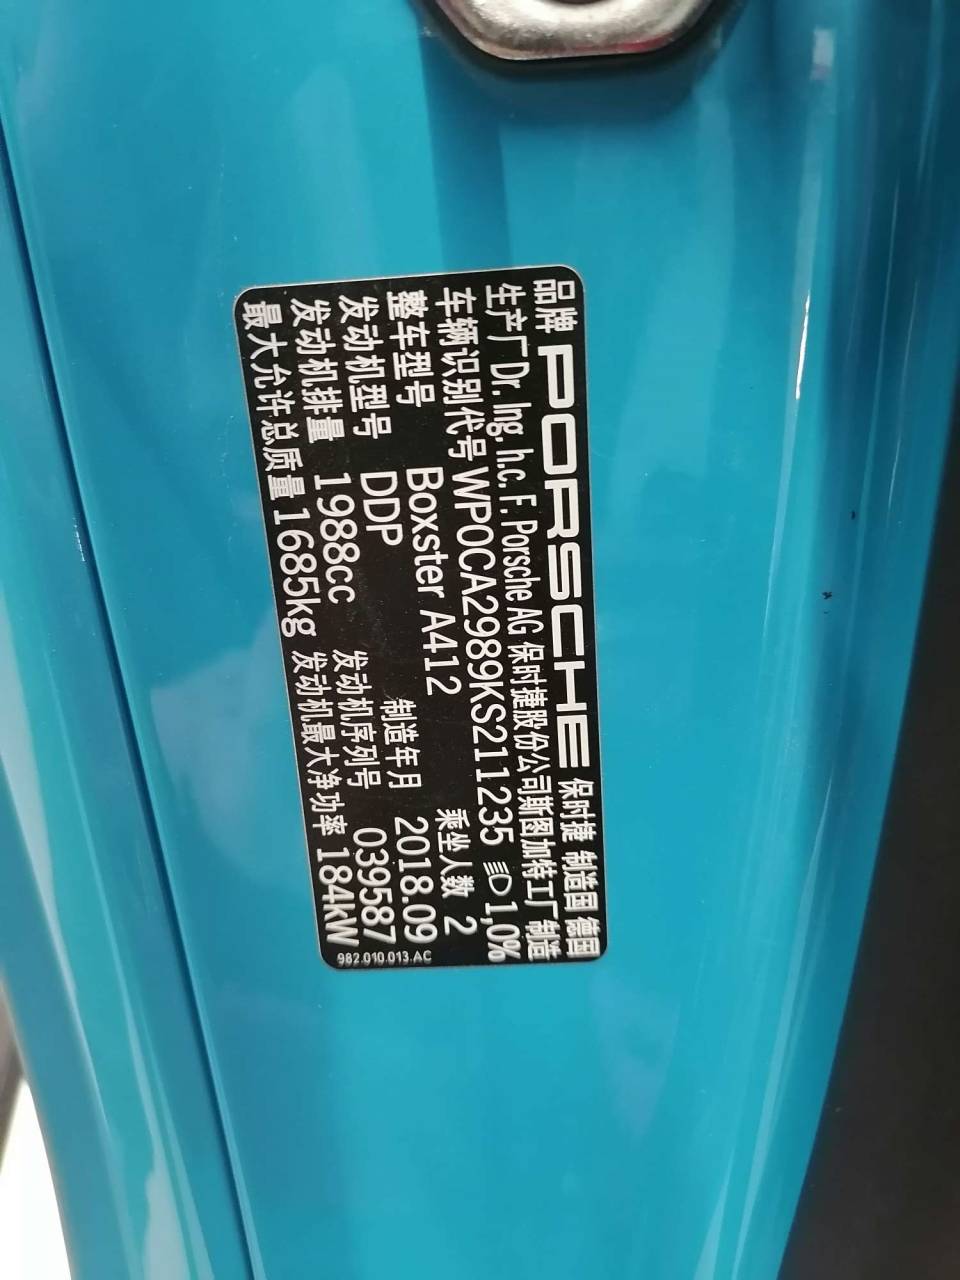 品牌 PORSCHE 保时捷 制造国 德国
生产厂Dr. Ing. h.c. F. Porsche AG 保时捷股份公司斯图加特工厂 制造
车辆识别代号 WP0CA2989KS211235 1,0%
整车型号 Boxster A412 乘坐人数 2
发动机型号 DDP 制造年月 2018.09
发动机排量 1988cc 发动机序列号 039587
最大允许总质量 1685kg 发动机最大净功率 184kW
982.010.013.AC